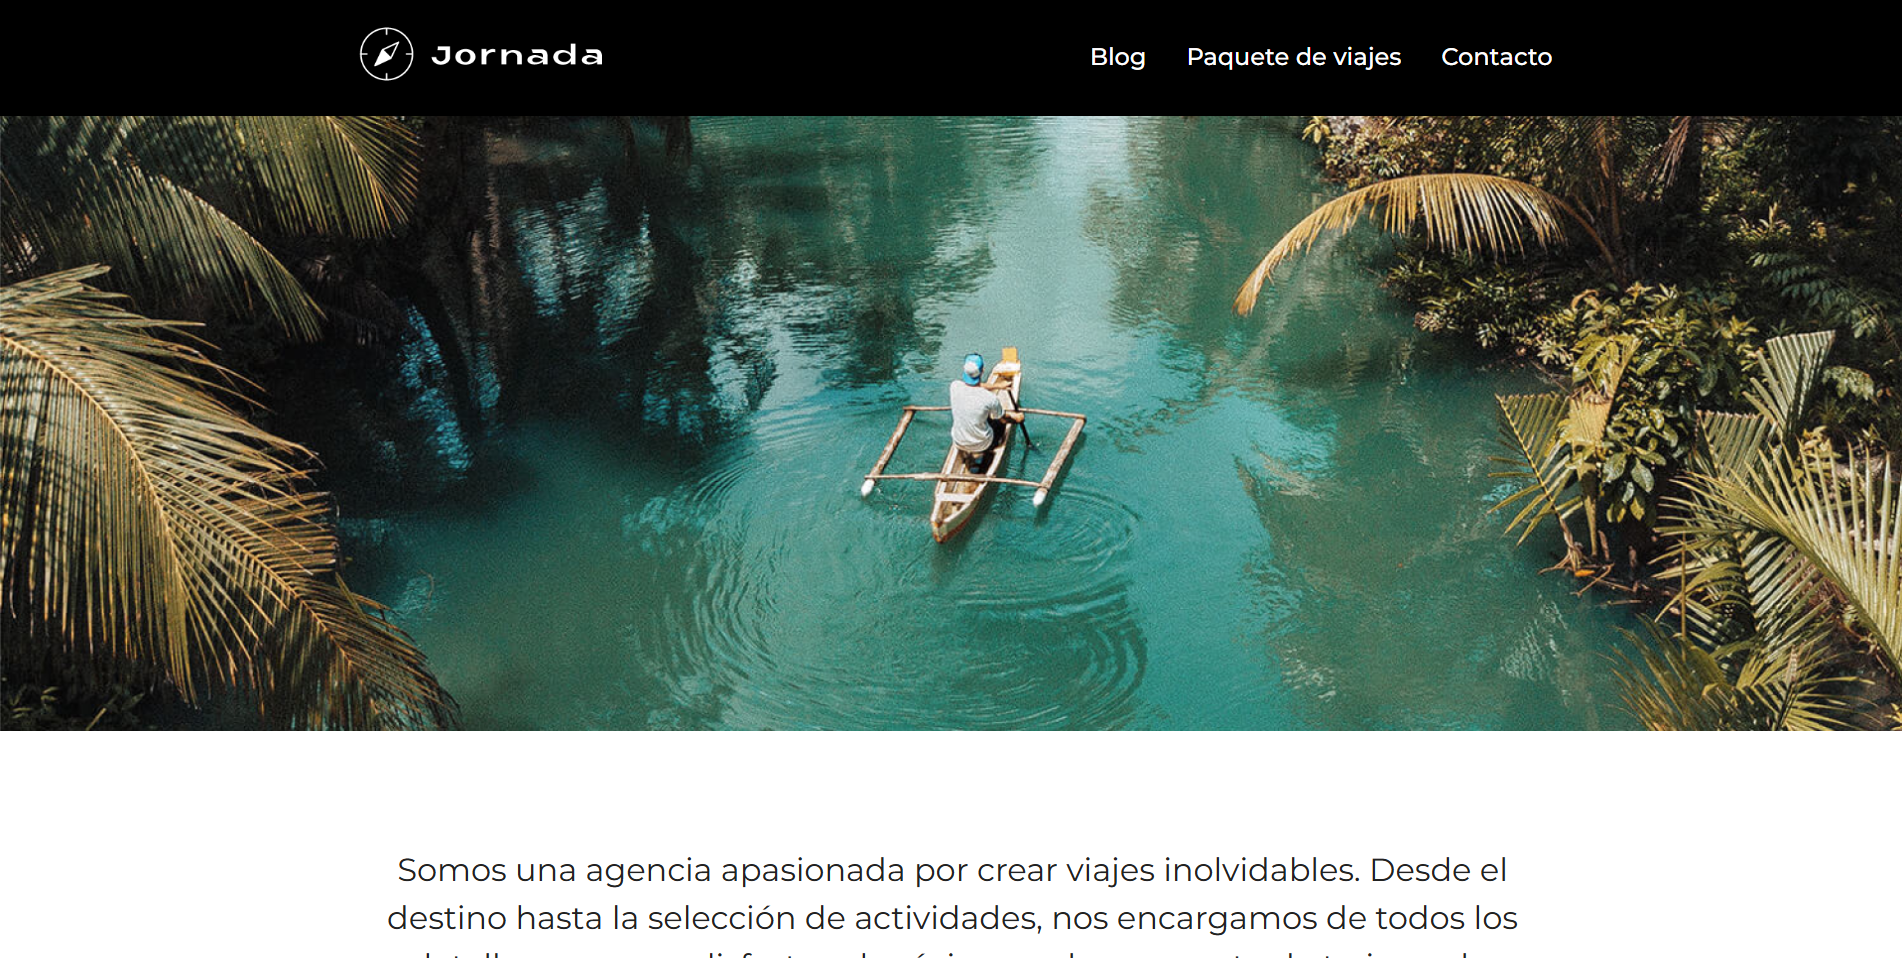 Jornada
Blog Paquete de viajes Contacto
Somos una agencia apasionada por crear viajes inolvidables. Desde el
destino hasta la selección de actividades, nos encargamos de todos los